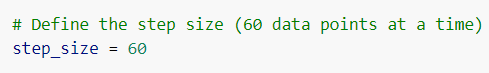 # Define the step size (60 data points at a time)
step_size = 60